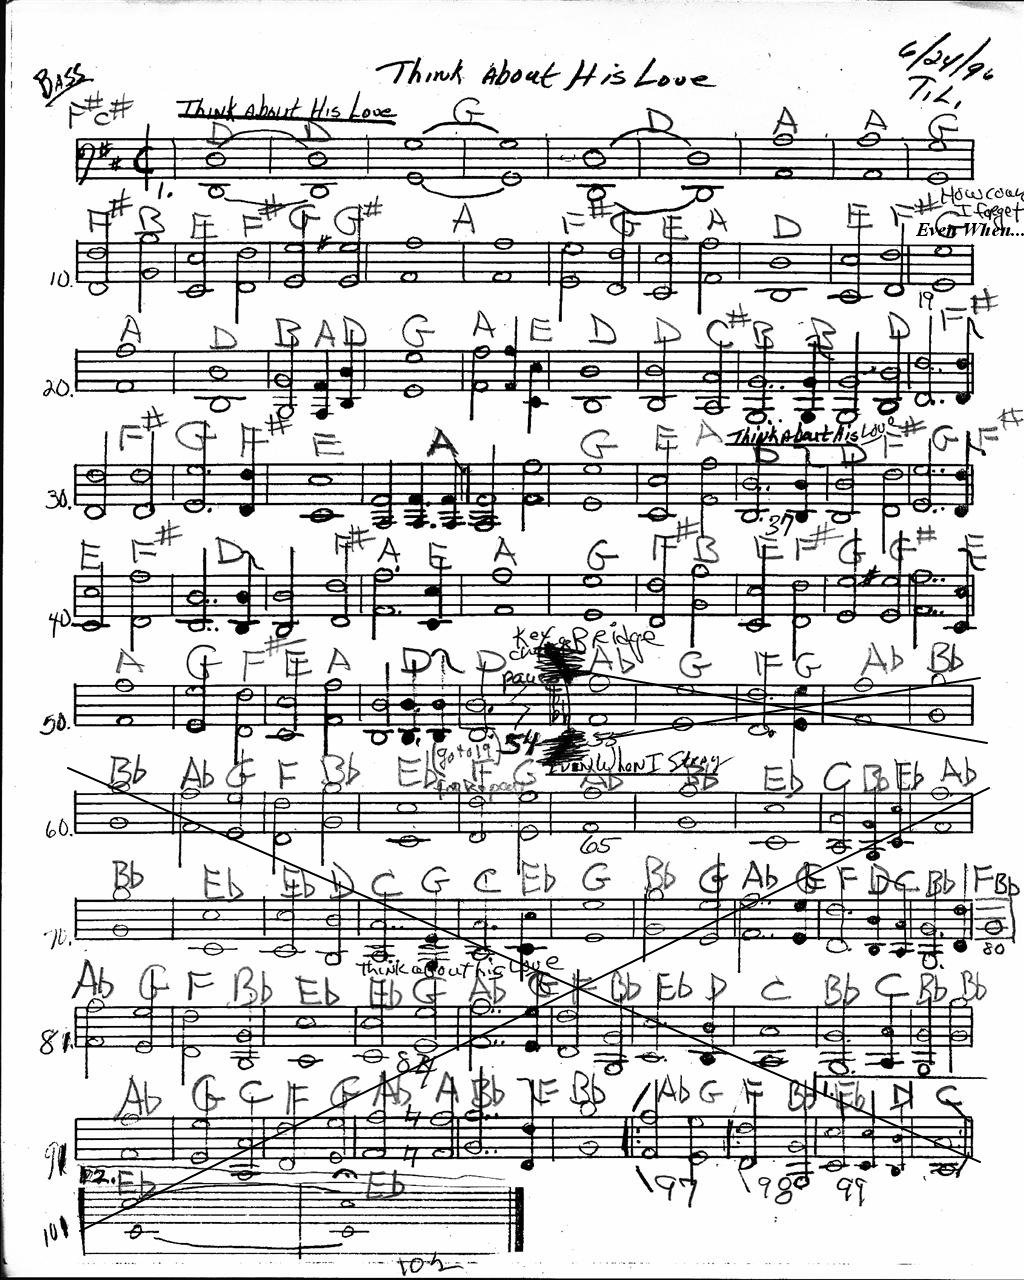 Bass
Think About His Love
6/24/96
T.L.
F# C#
Think About His Love
D D G D A A G
1.
How could
I forget
F# B E F# G G# A F# G E A D E F# G
Even When...
10.
19
A D B A D G A E D D C# B B D F#
20.
F# G F# E A G E A
Think About His Love
D D F# G F#
30.
37
E F# D F# A E A G F# B E F# G G# E
40.
Key change Bridge
A G F# E A D D
pause
Ab G F G Ab Bb
50.
54
55
(go to 19
Even When I Stray
Bb Ab G F Bb Eb F G Ab Bb Eb C Bb Eb Ab
60.
65
Bb Eb Eb D C G C Eb G Bb G Ab G F D C Bb F Bb
70.
80
Think about his Love
Ab G F Bb Eb Eb G Ab G F Bb Eb D C Bb C Bb Bb
81.
84
Ab G C F G Ab A Bb F Bb Ab G F Bb 1. Eb D C
91.
97 98 99
2. Eb Eb
101
102